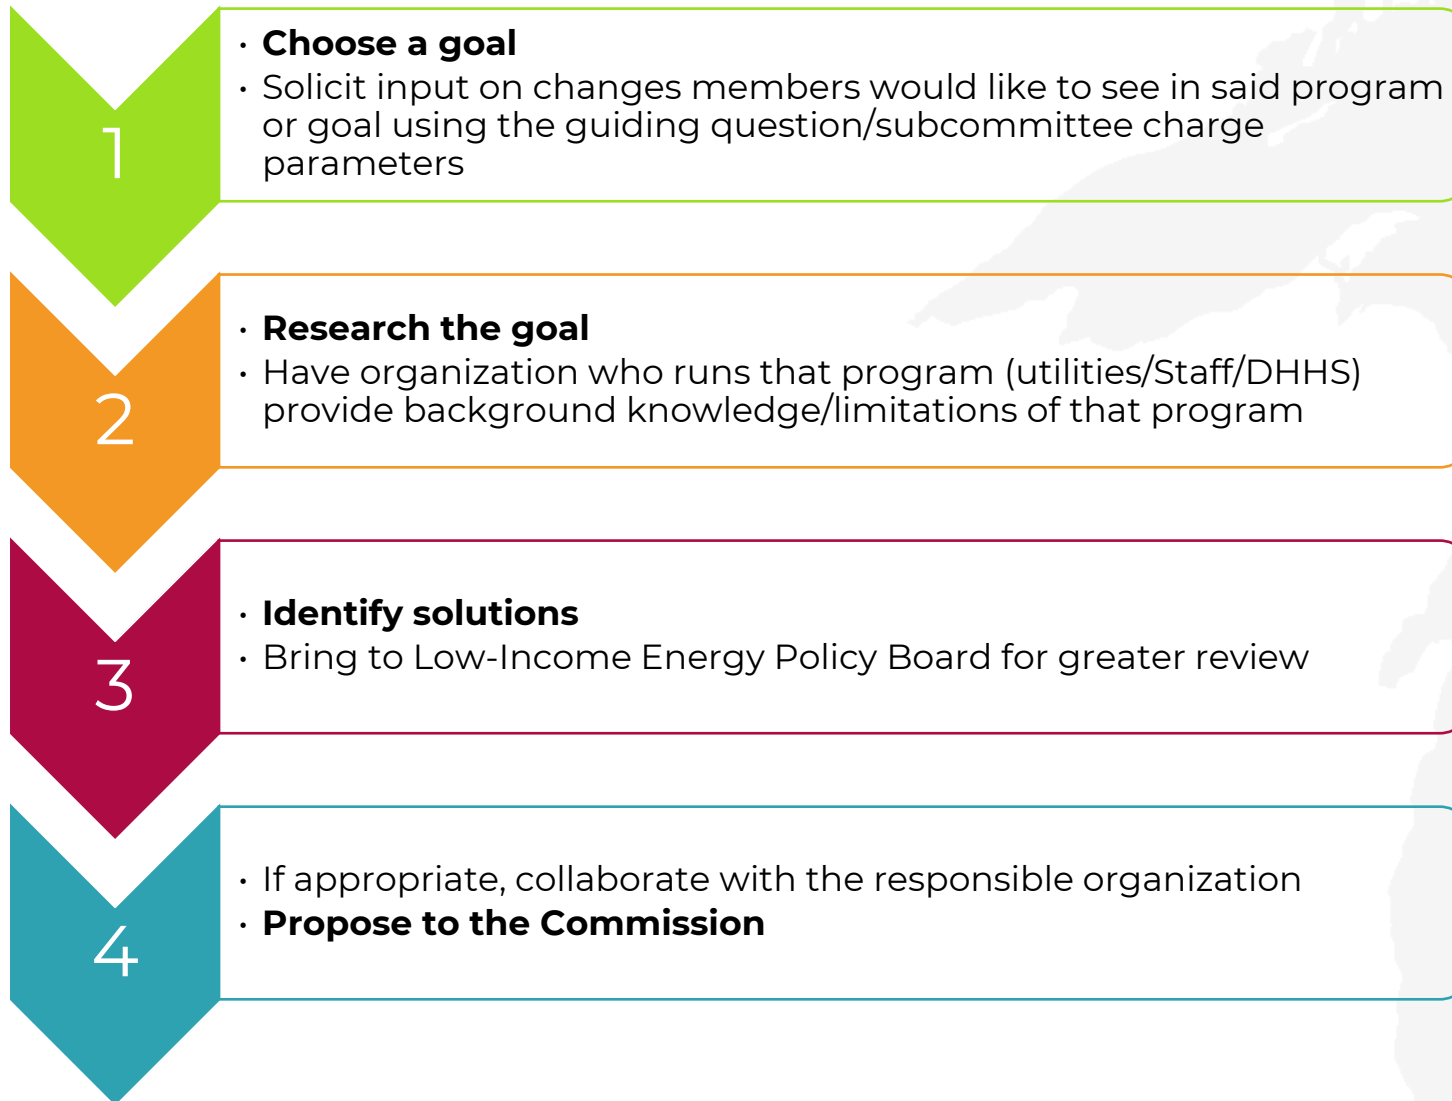 1
· Choose a goal
· Solicit input on changes members would like to see in said program
or goal using the guiding question/subcommittee charge
parameters
2
· Research the goal
· Have organization who runs that program (utilities/Staff/DHHS)
provide background knowledge/limitations of that program
3
· Identify solutions
· Bring to Low-Income Energy Policy Board for greater review
4
· If appropriate, collaborate with the responsible organization
· Propose to the Commission